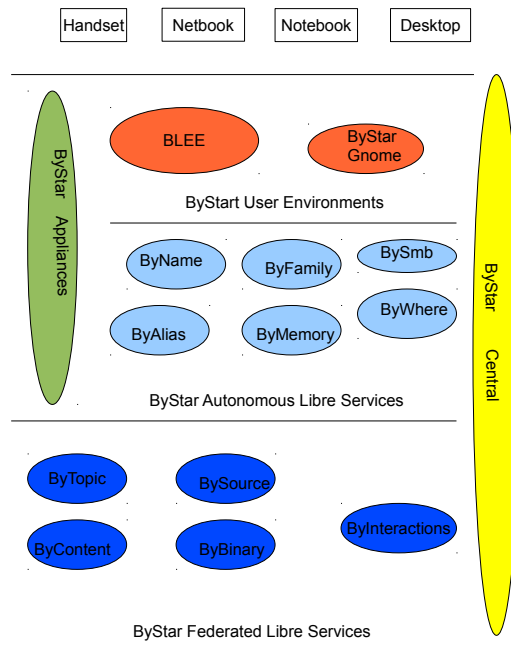 Handset
Netbook
Notebook
Desktop
ByStar Appliances
BLEE
ByStar
Gnome
ByStart User Environments
ByName
ByFamily
BySmb
ByAlias
ByMemory
ByWhere
ByStar Autonomous Libre Services
ByStar Central
ByTopic
BySource
ByContent
ByBinary
ByInteractions
ByStar Federated Libre Services